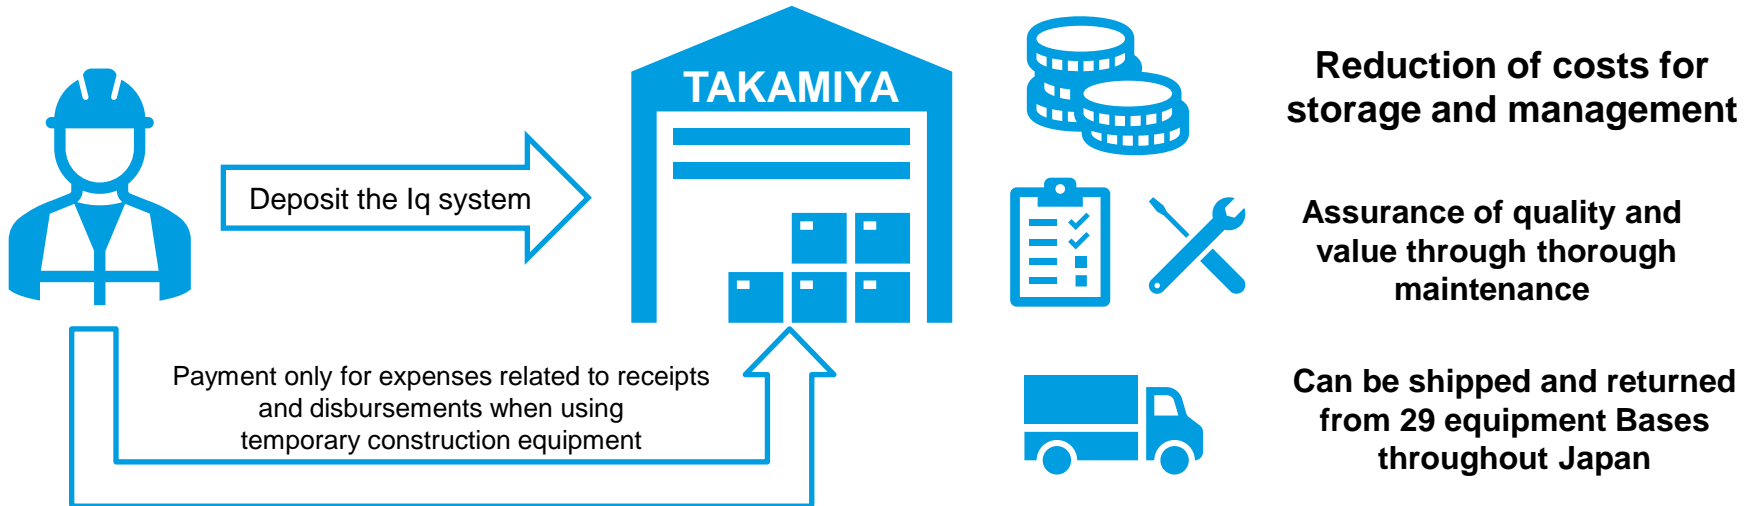 TAKAMIYA
Deposit the Iq system
Payment only for expenses related to receipts
and disbursements when using
temporary construction equipment
Reduction of costs for
storage and management
Assurance of quality and
value through thorough
maintenance
Can be shipped and returned
from 29 equipment Bases
throughout Japan